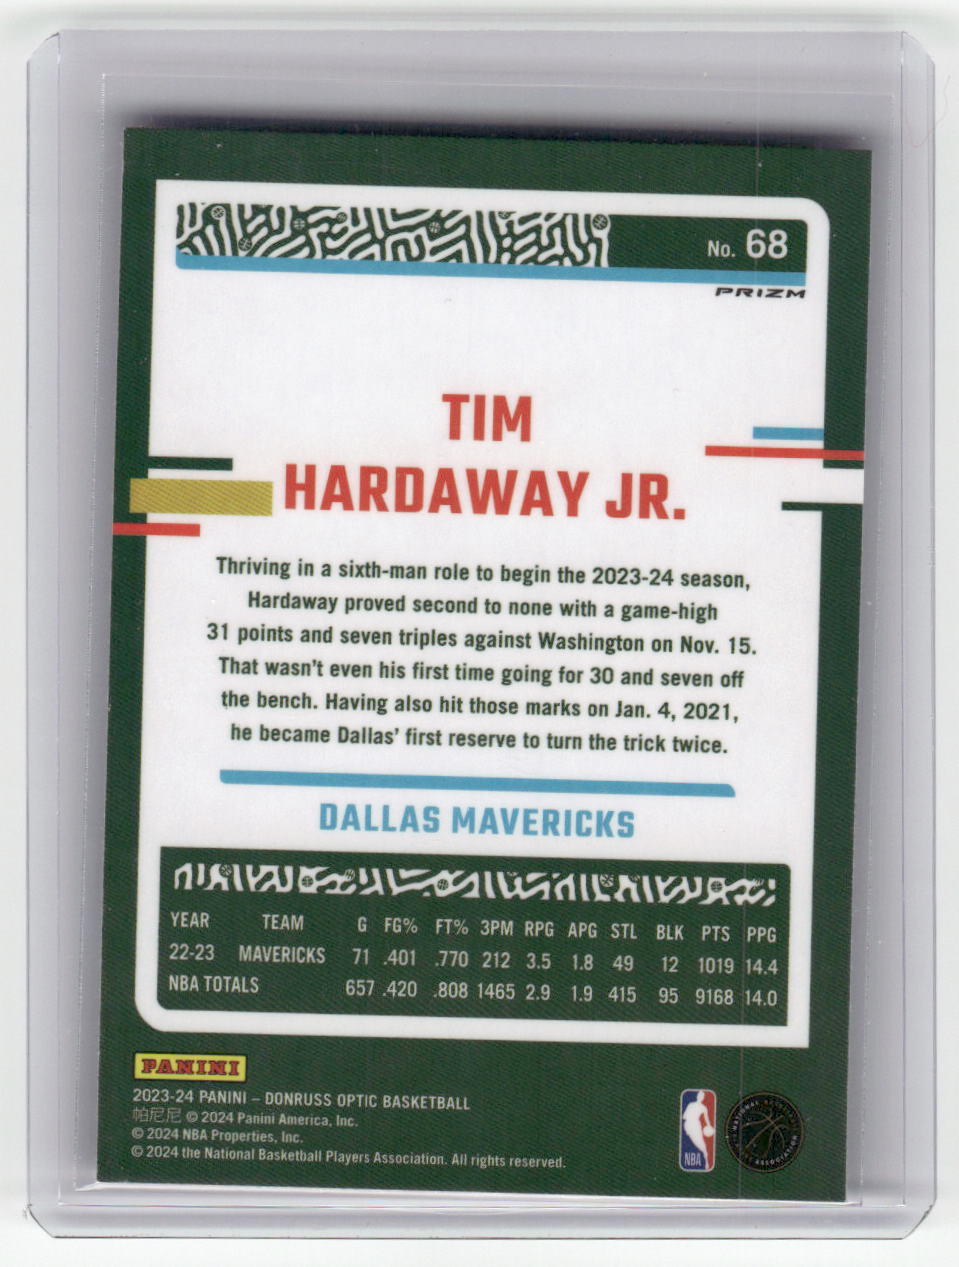 No. 68
PRIZM
TIM
HARDAWAY JR.
Thriving in a sixth-man role to begin the 2023-24 season,
Hardaway proved second to none with a game-high
31 points and seven triples against Washington on Nov. 15.
That wasn't even his first time going for 30 and seven off
the bench. Having also hit those marks on Jan. 4, 2021,
he became Dallas' first reserve to turn the trick twice.
DALLAS MAVERICKS
YEAR TEAM G FG% FT% 3PM RPG APG STL BLK PTS PPG
22-23 MAVERICKS 71 .401 .770 212 3.5 1.8 49 12 1019 14.4
NBA TOTALS 657 .420 .808 1465 2.9 1.9 415 95 9168 14.0
PANINI
2023-24 PANINI – DONRUSS OPTIC BASKETBALL
帕尼尼 © 2024 Panini America, Inc.
© 2024 NBA Properties, Inc.
© 2024 the National Basketball Players Association. All rights reserved.
NBA